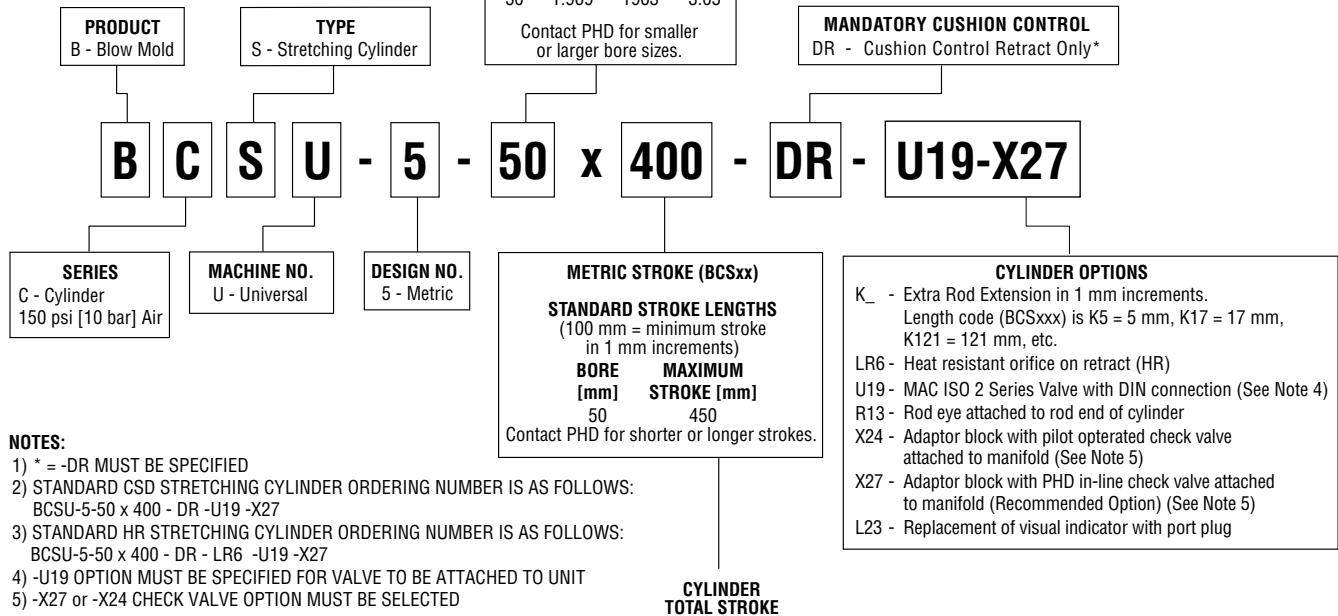 50 1.969 1963 3.05
Contact PHD for smaller
or larger bore sizes.
PRODUCT
B - Blow Mold
TYPE
S - Stretching Cylinder
MANDATORY CUSHION CONTROL
DR - Cushion Control Retract Only*
B C S U - 5 - 50 x 400 - DR - U19-X27
SERIES
C - Cylinder
150 psi [10 bar] Air
MACHINE NO.
U - Universal
DESIGN NO.
5 - Metric
METRIC STROKE (BCSxx)
STANDARD STROKE LENGTHS
(100 mm = minimum stroke
in 1 mm increments)
BORE MAXIMUM
[mm] STROKE [mm]
50 450
Contact PHD for shorter or longer strokes.
CYLINDER
TOTAL STROKE
CYLINDER OPTIONS
K_ - Extra Rod Extension in 1 mm increments.
Length code (BCSxxx) is K5 = 5 mm, K17 = 17 mm,
K121 = 121 mm, etc.
LR6 - Heat resistant orifice on retract (HR)
U19 - MAC ISO 2 Series Valve with DIN connection (See Note 4)
R13 - Rod eye attached to rod end of cylinder
X24 - Adaptor block with pilot opterated check valve
attached to manifold (See Note 5)
X27 - Adaptor block with PHD in-line check valve attached
to manifold (Recommended Option) (See Note 5)
L23 - Replacement of visual indicator with port plug
NOTES:
1) * = -DR MUST BE SPECIFIED
2) STANDARD CSD STRETCHING CYLINDER ORDERING NUMBER IS AS FOLLOWS:
BCSU-5-50 x 400 - DR -U19 -X27
3) STANDARD HR STRETCHING CYLINDER ORDERING NUMBER IS AS FOLLOWS:
BCSU-5-50 x 400 - DR - LR6 -U19 -X27
4) -U19 OPTION MUST BE SPECIFIED FOR VALVE TO BE ATTACHED TO UNIT
5) -X27 or -X24 CHECK VALVE OPTION MUST BE SELECTED